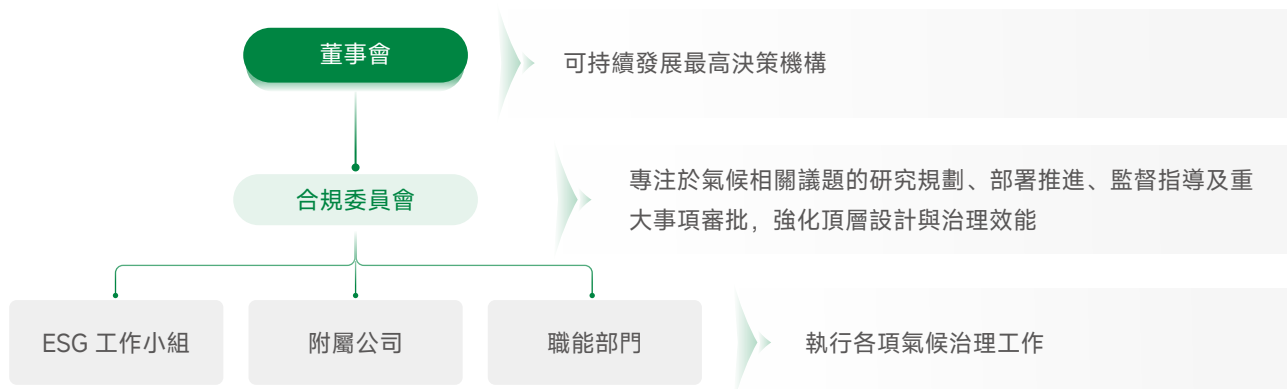 董事會
可持續發展最高決策機構
合規委員會
專注於氣候相關議題的研究規劃、部署推進、監督指導及重
大事項審批，強化頂層設計與治理效能
ESG 工作小組
附屬公司
職能部門
執行各項氣候治理工作